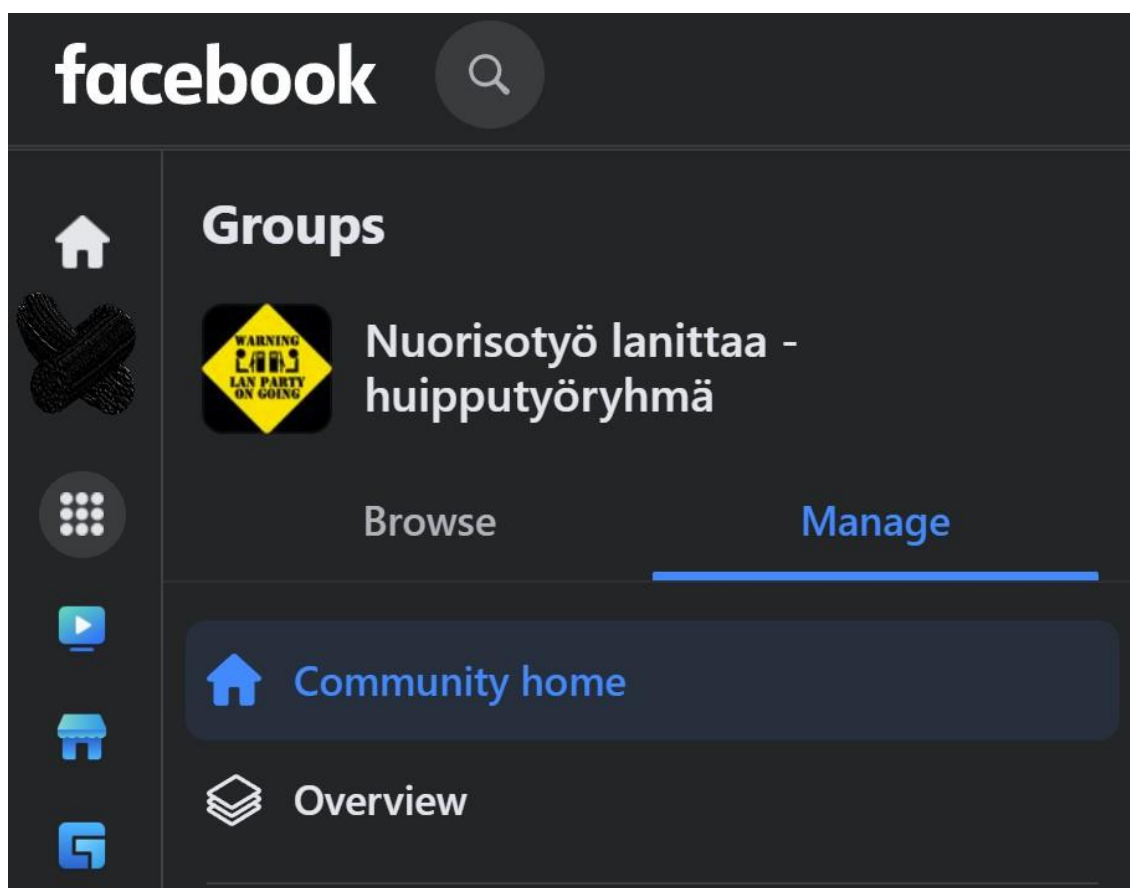 facebook
Groups
WARNING
LAN PARTY
ON GOING
Nuorisotyö lanittaa -
huipputyöryhmä
Browse
Manage
Community home
Overview